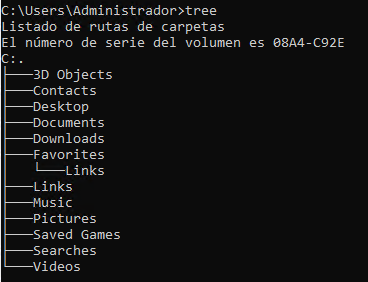 C:\Users\Administrador>tree
Listado de rutas de carpetas
El número de serie del volumen es 08A4-C92E
C:.
├───3D Objects
├───Contacts
├───Desktop
├───Documents
├───Downloads
├───Favorites
│   └───Links
├───Links
├───Music
├───Pictures
├───Saved Games
├───Searches
└───Videos